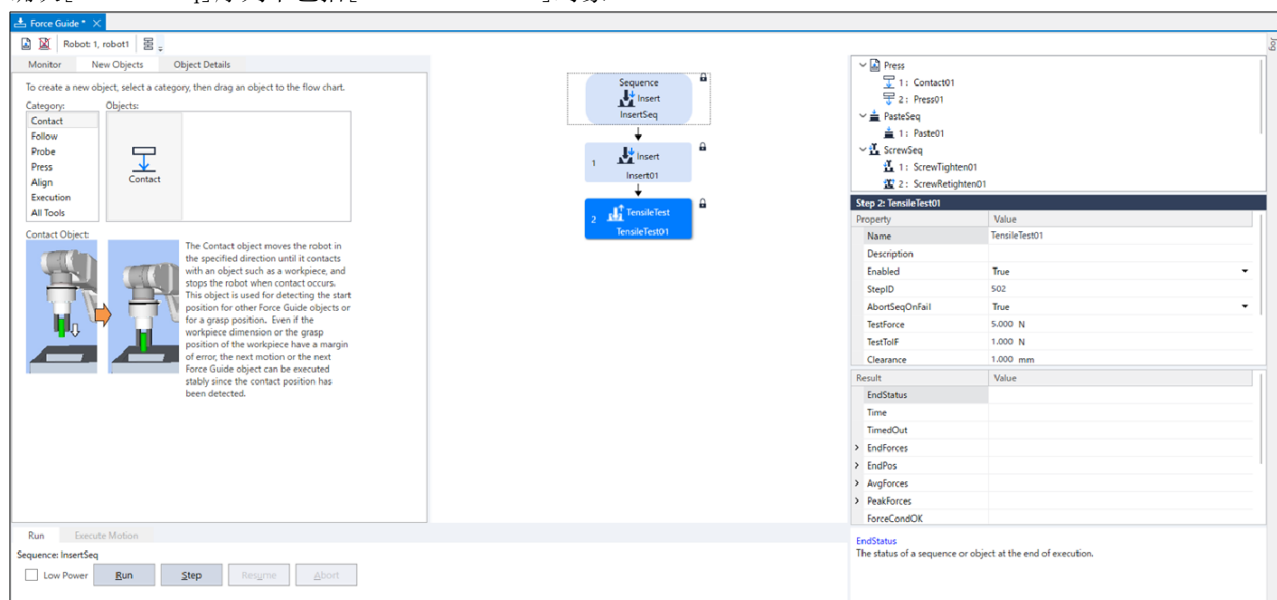 Force Guide *
Robot: 1, robot1
Jog
Monitor
New Objects
Object Details
To create a new object, select a category, then drag an object to the flow chart.
Category:
Objects:
Contact
Follow
Probe
Press
Align
Execution
All Tools
Contact
Contact Object:
The Contact object moves the robot in
the specified direction until it contacts
with an object such as a workpiece, and
stops the robot when contact occurs.
This object is used for detecting the start
position for other Force Guide objects or
for a grasp position. Even if the
workpiece dimension or the grasp
position of the workpiece have a margin
of error, the next motion or the next
Force Guide object can be executed
stably since the contact position has
been detected.
Sequence
Insert
InsertSeq
1
Insert
Insert01
2
TensileTest
TensileTest01
Press
1: Contact01
2: Press01
PasteSeq
1: Paste01
ScrewSeq
1: ScrewTighten01
2: ScrewRetighten01
Step 2: TensileTest01
Property Value
Name TensileTest01
Description
Enabled True
StepID 502
AbortSeqOnFail True
TestForce 5.000 N
TestTolF 1.000 N
Clearance 1.000 mm
Result Value
EndStatus
Time
TimedOut
EndForces
EndPos
AvgForces
PeakForces
ForceCondOK
EndStatus
The status of a sequence or object at the end of execution.
Run
Execute Motion
Sequence: InsertSeq
Low Power
Run
Step
Resume
Abort